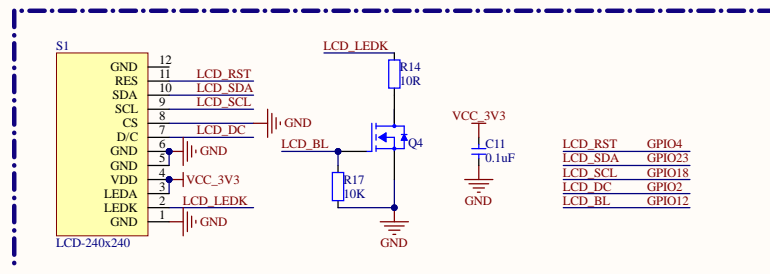 S1
GND 12
RES 11 LCD_RST
SDA 10 LCD_SDA
SCL 9 LCD_SCL
CS 8 GND
D/C 7 LCD_DC
GND 6 GND
GND 5
VDD 4 VCC_3V3
LEDA 3
LEDK 2 LCD_LEDK
GND 1 GND
LCD-240x240
LCD_LEDK
R14
10R
Q4
LCD_BL
R17
10K
GND
VCC_3V3
C11
0.1uF
GND
LCD_RST GPIO4
LCD_SDA GPIO23
LCD_SCL GPIO18
LCD_DC GPIO2
LCD_BL GPIO12